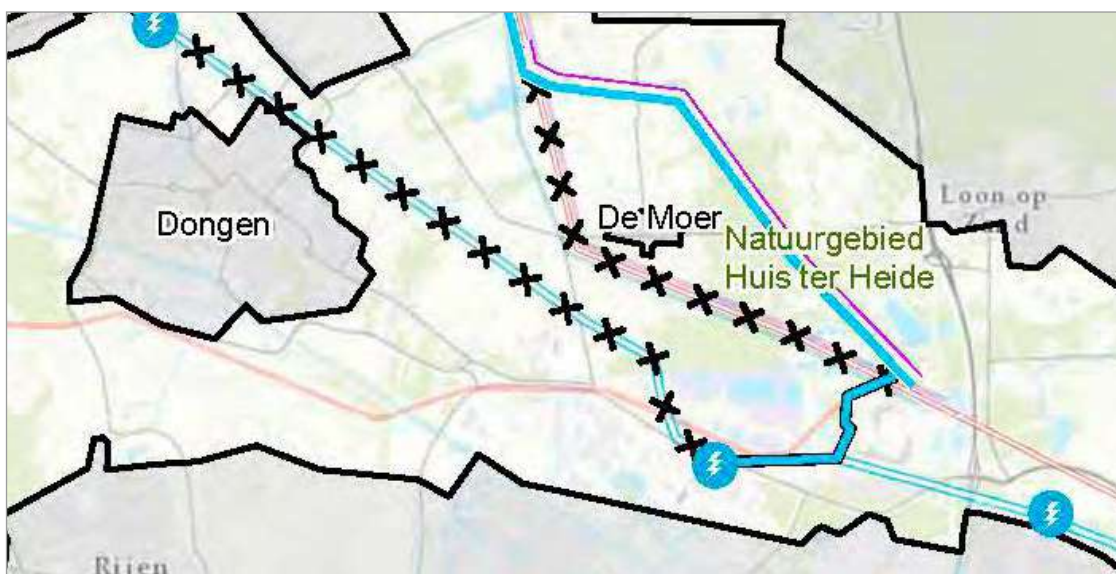 Loon op
Zand
Dongen
De Moer
Natuurgebied
Huis ter Heide
Rijen